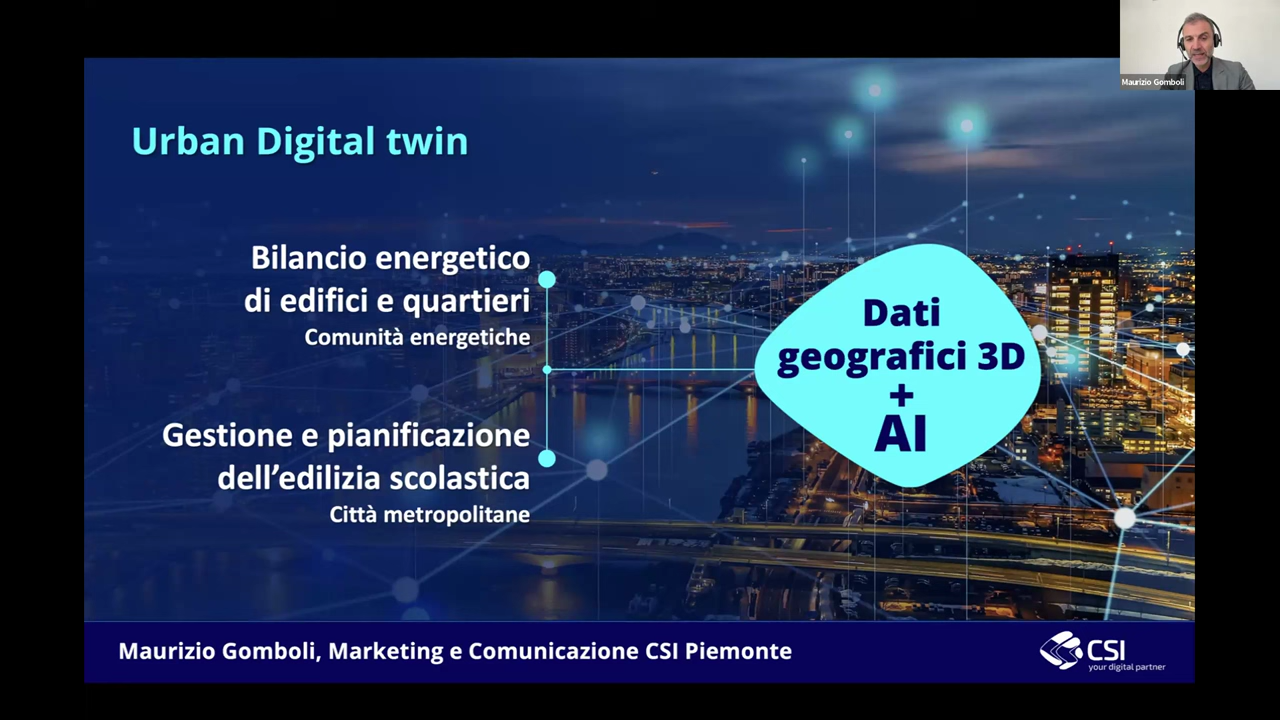 Maurizio Gomboli
Urban Digital twin
Bilancio energetico
di edifici e quartieri
Comunità energetiche
Gestione e pianificazione
dell’edilizia scolastica
Città metropolitane
Dati
geografici 3D
+
AI
Maurizio Gomboli, Marketing e Comunicazione CSI Piemonte
CSI
your digital partner